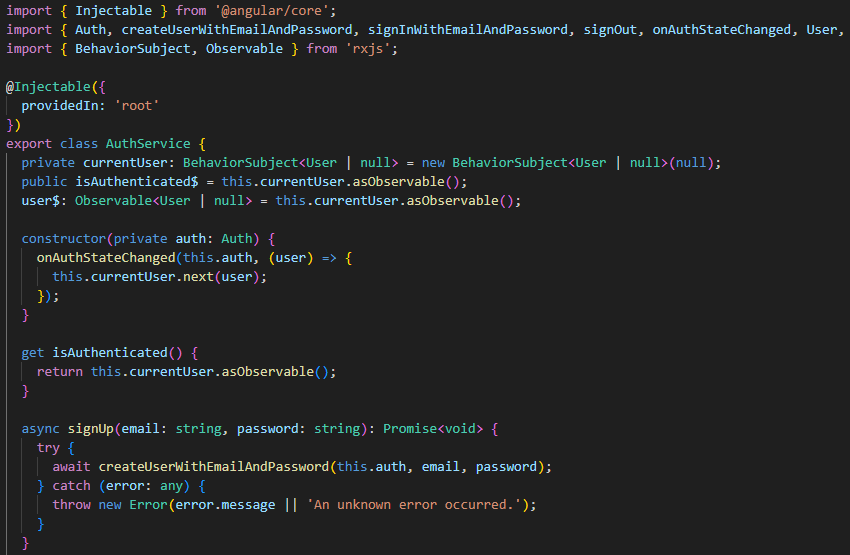 import { Injectable } from '@angular/core';
import { Auth, createUserWithEmailAndPassword, signInWithEmailAndPassword, signOut, onAuthStateChanged, User,
import { BehaviorSubject, Observable } from 'rxjs';

@Injectable({
  providedIn: 'root'
})
export class AuthService {
  private currentUser: BehaviorSubject<User | null> = new BehaviorSubject<User | null>(null);
  public isAuthenticated$ = this.currentUser.asObservable();
  user$: Observable<User | null> = this.currentUser.asObservable();

  constructor(private auth: Auth) {
    onAuthStateChanged(this.auth, (user) => {
      this.currentUser.next(user);
    });
  }

  get isAuthenticated() {
    return this.currentUser.asObservable();
  }

  async signUp(email: string, password: string): Promise<void> {
    try {
      await createUserWithEmailAndPassword(this.auth, email, password);
    } catch (error: any) {
      throw new Error(error.message || 'An unknown error occurred.');
    }
  }